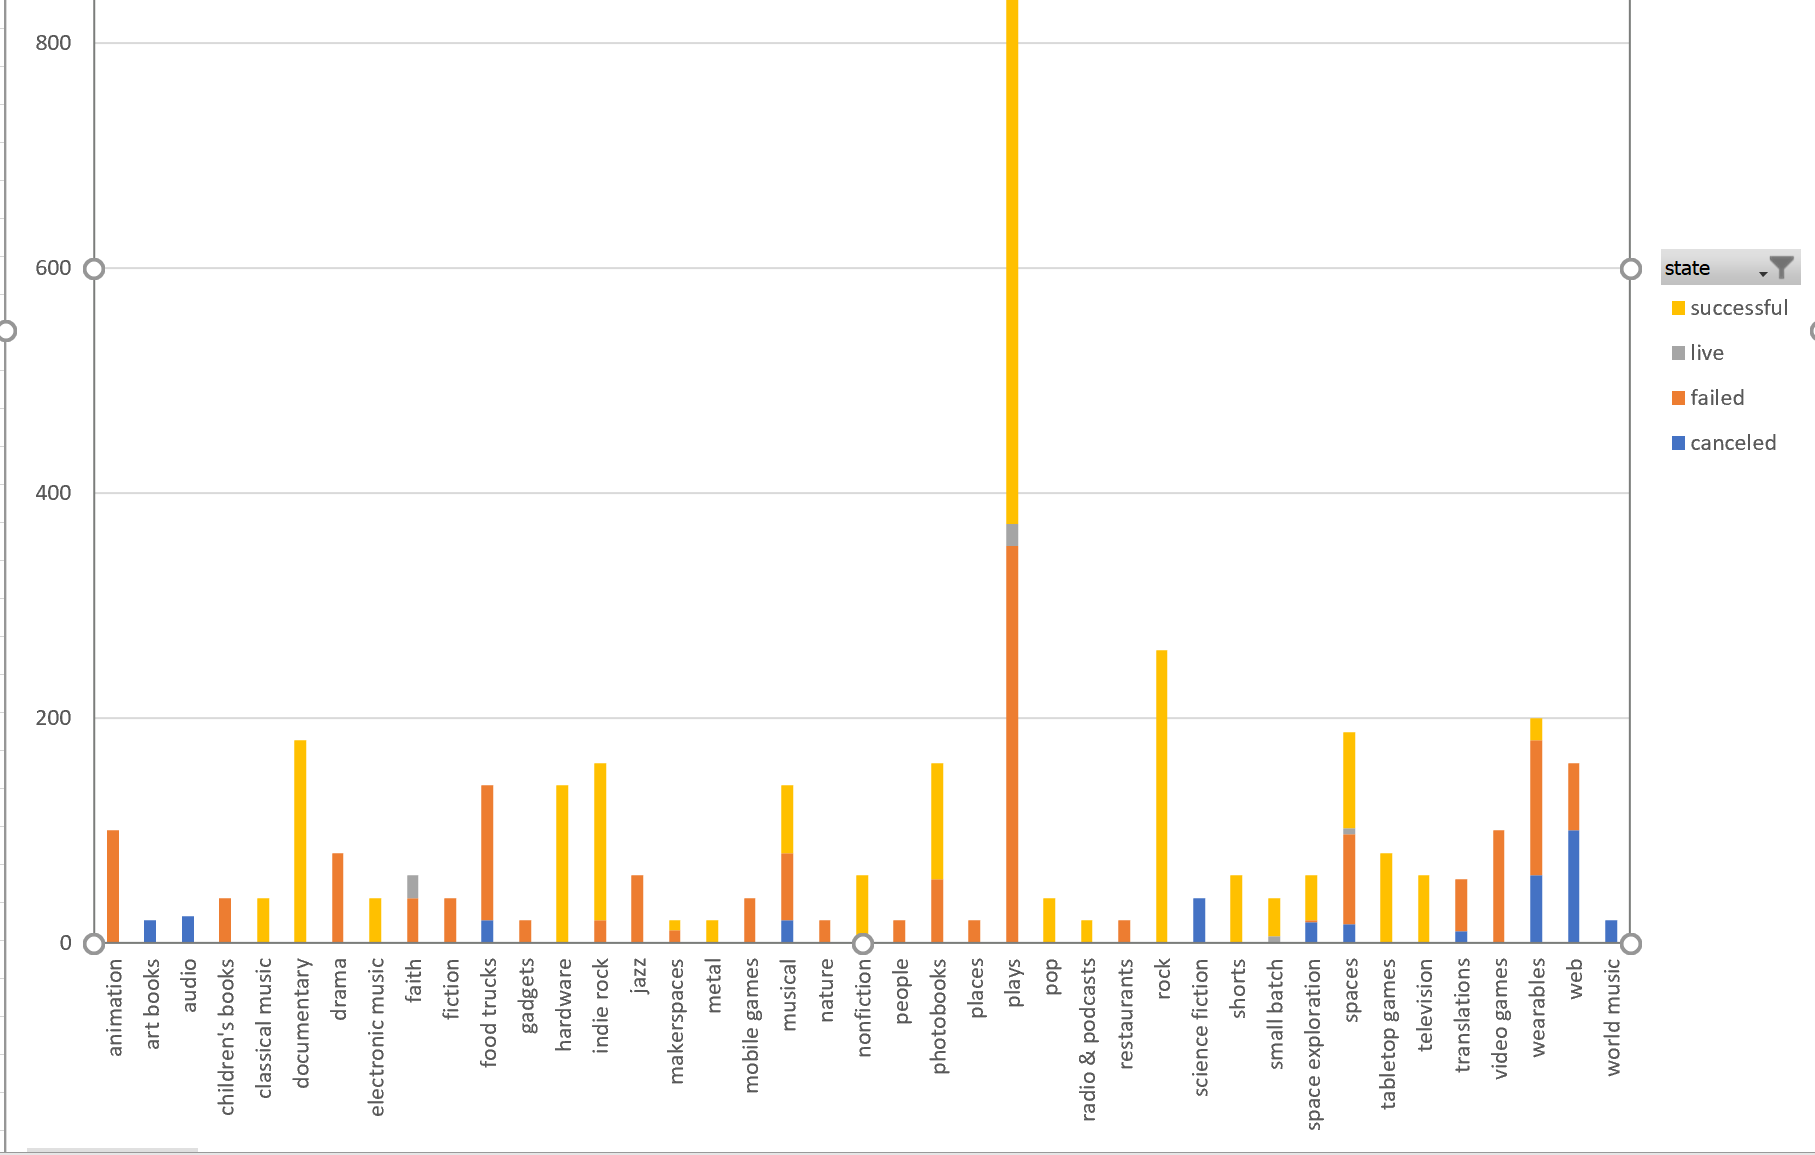 800
600
400
200
0
animation
art books
audio
children's books
classical music
documentary
drama
electronic music
faith
fiction
food trucks
gadgets
hardware
indie rock
jazz
makerspaces
metal
mobile games
musical
nature
nonfiction
people
photobooks
places
plays
pop
radio & podcasts
restaurants
rock
science fiction
shorts
small batch
space exploration
spaces
tabletop games
television
translations
video games
wearables
web
world music
state
successful
live
failed
canceled